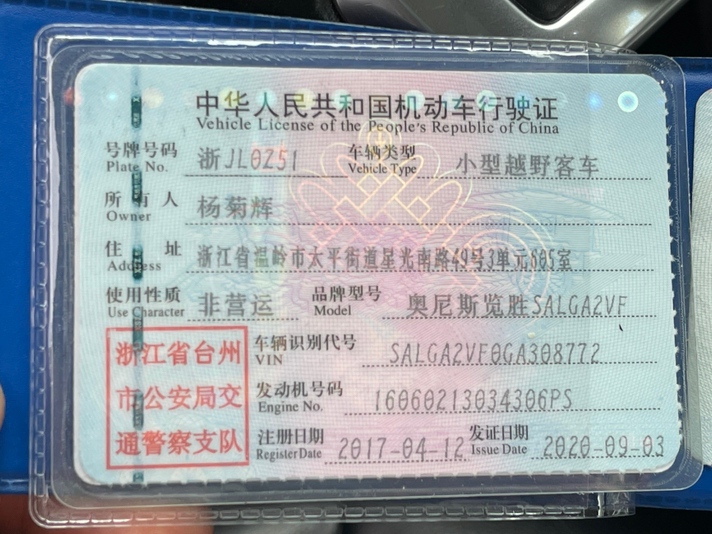 中华人民共和国机动车行驶证
Vehicle License of the People's Republic of China
号牌号码 浙JL0Z51 车辆类型 小型越野客车
Plate No. Vehicle Type
所有人 杨菊辉
Owner
住址 浙江省温岭市太平街道星光南路49号3单元605室
Address
使用性质 非营运 品牌型号 奥尼斯览胜SALGA2VF
Use Character Model
浙江省台州
市公安局交
通警察支队
车辆识别代号 SALGA2VF0GA308772
VIN
发动机号码 16060213034306PS
Engine No.
注册日期 2017-04-12 发证日期 2020-09-03
Register Date Issue Date